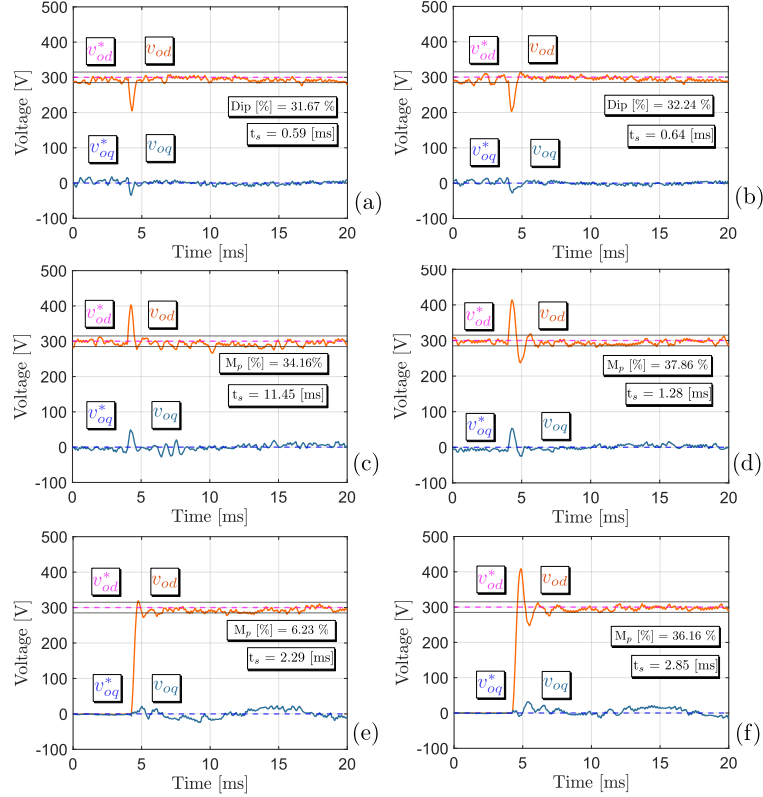 500
400
300
200
100
0
-100
Voltage [V]
v*od
vod
Dip [%] = 31.67 %
ts = 0.59 [ms]
v*oq
voq
0 5 10 15 20
Time [ms]
(a)
500
400
300
200
100
0
-100
Voltage [V]
v*od
vod
Dip [%] = 32.24 %
ts = 0.64 [ms]
v*oq
voq
0 5 10 15 20
Time [ms]
(b)
500
400
300
200
100
0
-100
Voltage [V]
v*od
vod
Mp [%] = 34.16%
ts = 11.45 [ms]
v*oq
voq
0 5 10 15 20
Time [ms]
(c)
500
400
300
200
100
0
-100
Voltage [V]
v*od
vod
Mp [%] = 37.86 %
ts = 1.28 [ms]
v*oq
voq
0 5 10 15 20
Time [ms]
(d)
500
400
300
200
100
0
-100
Voltage [V]
v*od
vod
Mp [%] = 6.23 %
ts = 2.29 [ms]
v*oq
voq
0 5 10 15 20
Time [ms]
(e)
500
400
300
200
100
0
-100
Voltage [V]
v*od
vod
Mp [%] = 36.16 %
ts = 2.85 [ms]
v*oq
voq
0 5 10 15 20
Time [ms]
(f)